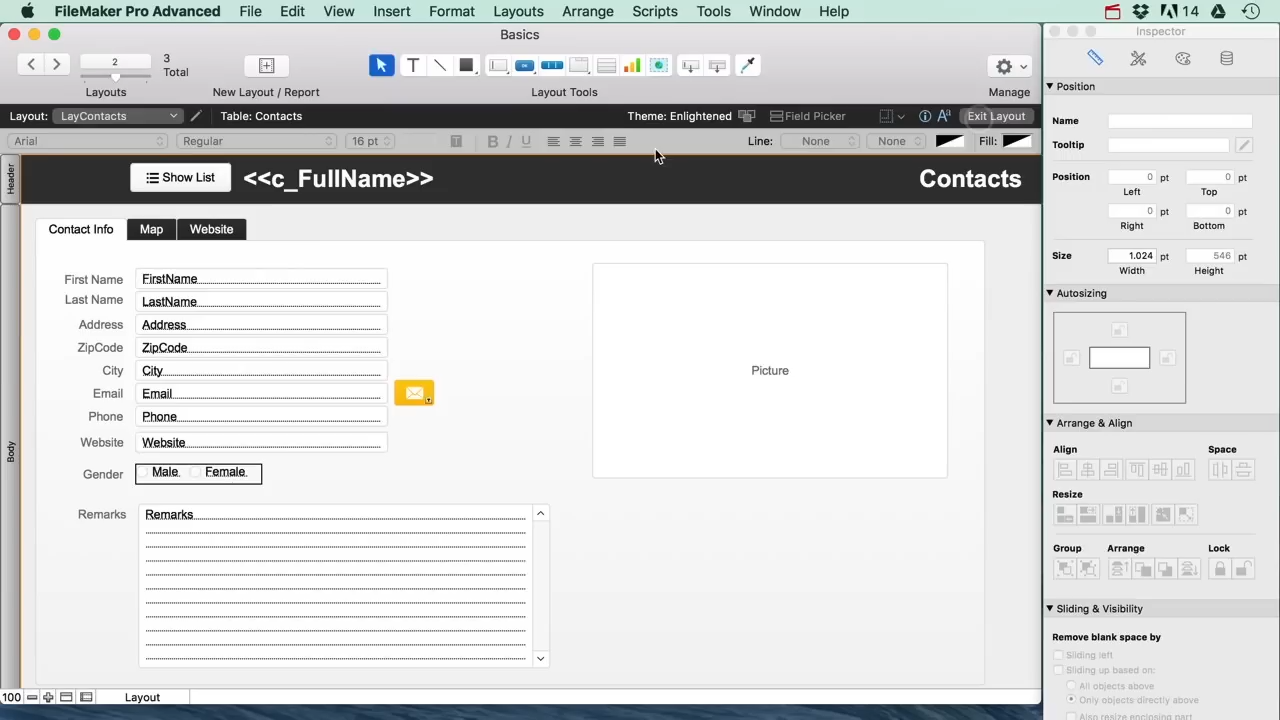 FileMaker Pro Advanced File Edit View Insert Format Layouts Arrange Scripts Tools Window Help 14
Basics
Inspector
2
3
Total
Layouts
New Layout / Report
Layout Tools
Manage
Layout: LayContacts
Table: Contacts
Theme: Enlightened
Field Picker
Exit Layout
Arial
Regular
16 pt
B I U
Line: None None Fill:
Header
Show List
<<c_FullName>>
Contacts
Contact Info Map Website
First Name FirstName
Last Name LastName
Address Address
ZipCode ZipCode
City City
Email Email
Phone Phone
Website Website
Gender Male Female
Remarks Remarks
Picture
Body
100 Layout
Position
Name
Tooltip
Position 0 pt 0 pt
Left Top
0 pt 0 pt
Right Bottom
Size 1.024 pt 546 pt
Width Height
Autosizing
Arrange & Align
Align Space
Resize
Group Arrange Lock
Sliding & Visibility
Remove blank space by
Sliding left
Sliding up based on:
All objects above
Only objects directly above
Also resize enclosing part